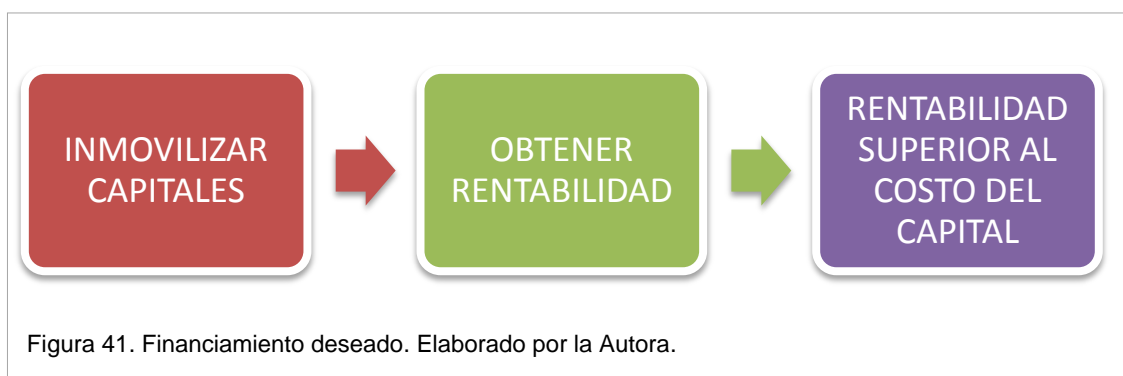 INMOVILIZAR
CAPITALES
OBTENER
RENTABILIDAD
RENTABILIDAD
SUPERIOR AL
COSTO DEL
CAPITAL
Figura 41. Financiamiento deseado. Elaborado por la Autora.